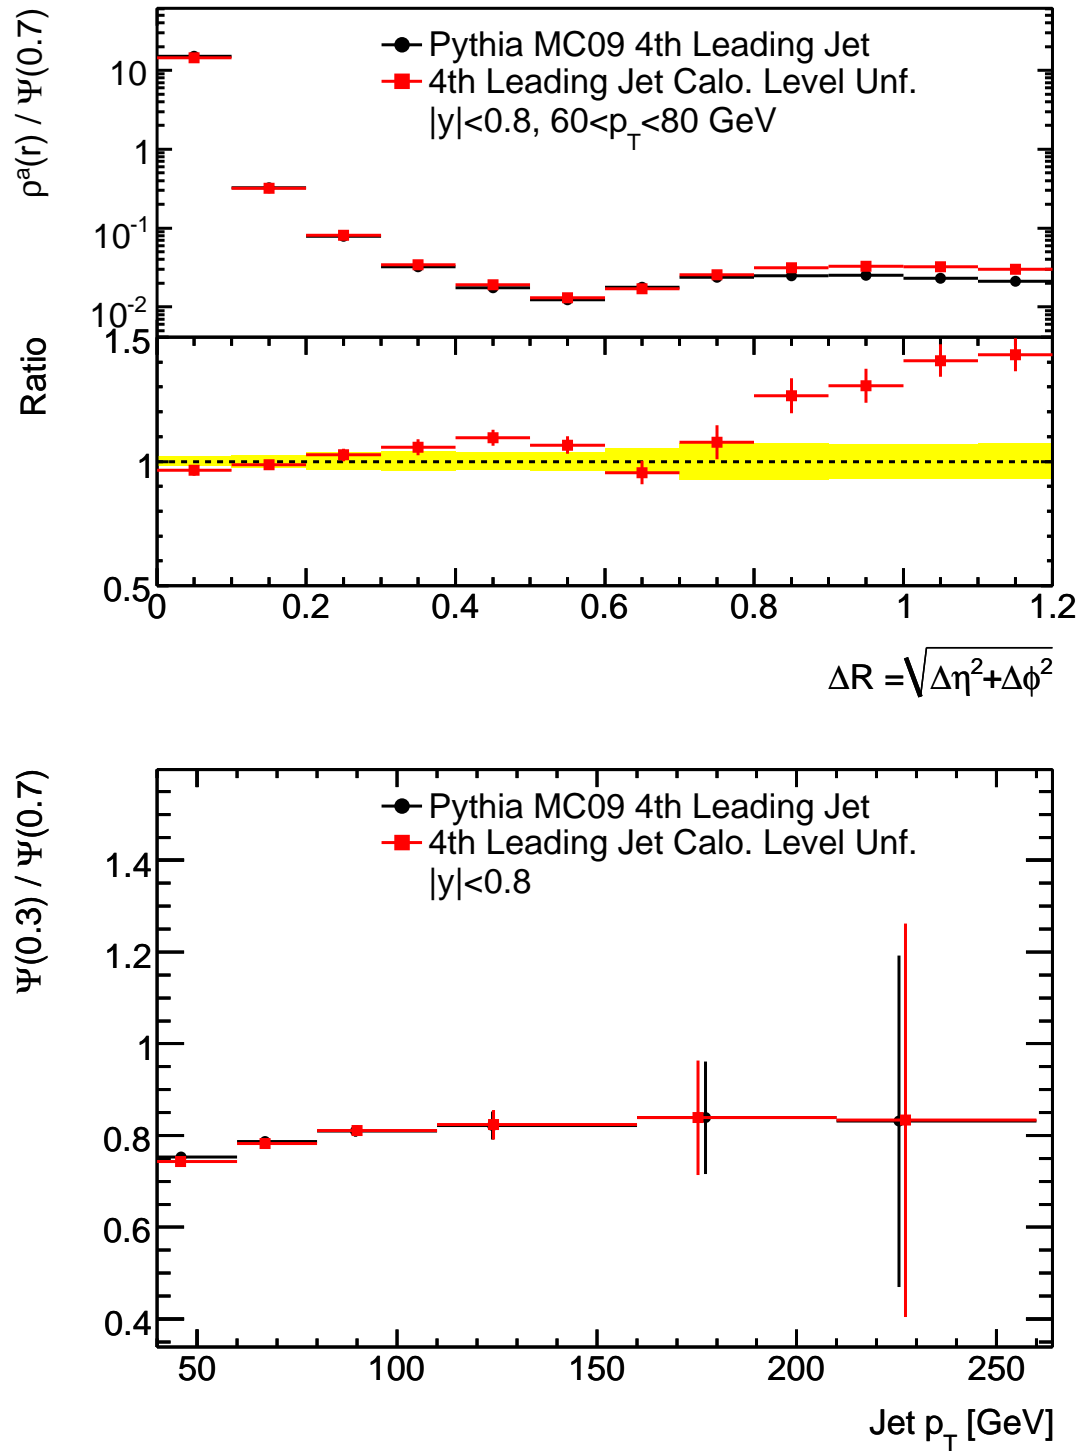 ρᵃ(r) / Ψ(0.7)
Pythia MC09 4th Leading Jet
4th Leading Jet Calo. Level Unf.
|y|<0.8, 60<p_T<80 GeV
10
1
10⁻¹
10⁻²
Ratio
1.5
1
0.5
0 0.2 0.4 0.6 0.8 1 1.2
ΔR = √Δη²+Δϕ²
Ψ(0.3) / Ψ(0.7)
Pythia MC09 4th Leading Jet
4th Leading Jet Calo. Level Unf.
|y|<0.8
1.4
1.2
1
0.8
0.6
0.4
50 100 150 200 250
Jet p_T [GeV]